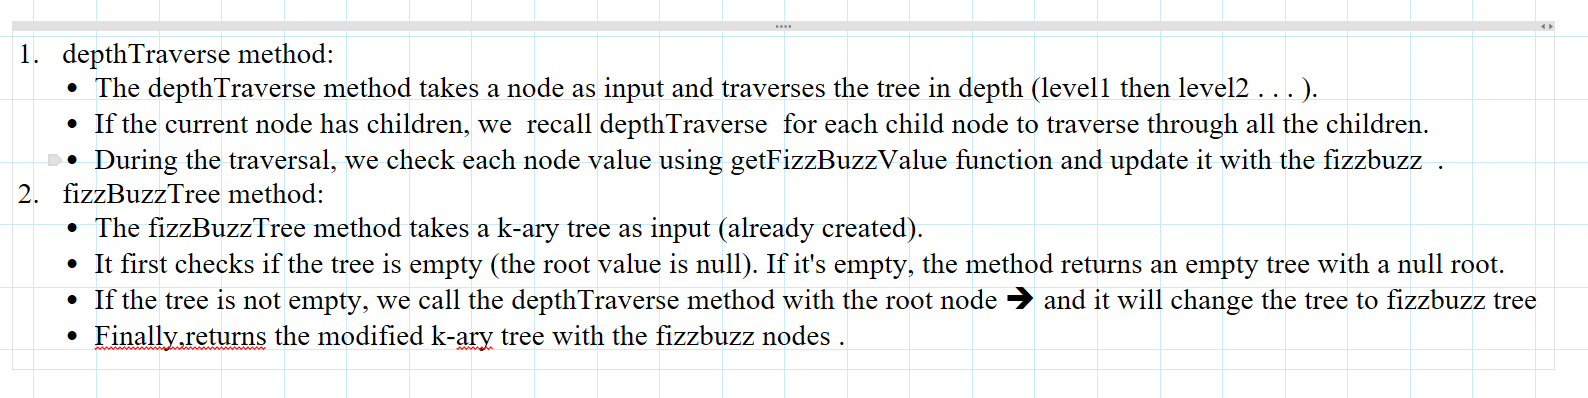 1. depthTraverse method:
• The depthTraverse method takes a node as input and traverses the tree in depth (level1 then level2 . . . ).
• If the current node has children, we  recall depthTraverse  for each child node to traverse through all the children.
• During the traversal, we check each node value using getFizzBuzzValue function and update it with the fizzbuzz  .
2. fizzBuzzTree method:
• The fizzBuzzTree method takes a k-ary tree as input (already created).
• It first checks if the tree is empty (the root value is null). If it's empty, the method returns an empty tree with a null root.
• If the tree is not empty, we call the depthTraverse method with the root node ➔ and it will change the tree to fizzbuzz tree
• Finally,returns the modified k-ary tree with the fizzbuzz nodes .